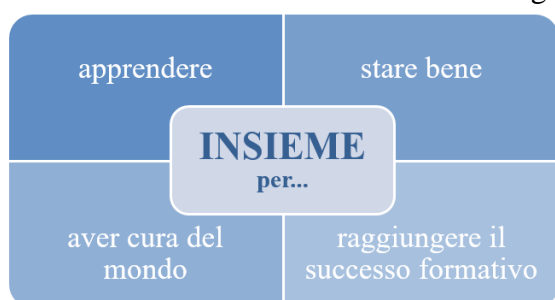 apprendere
stare bene
INSIEME
per...
aver cura del
mondo
raggiungere il
successo formativo